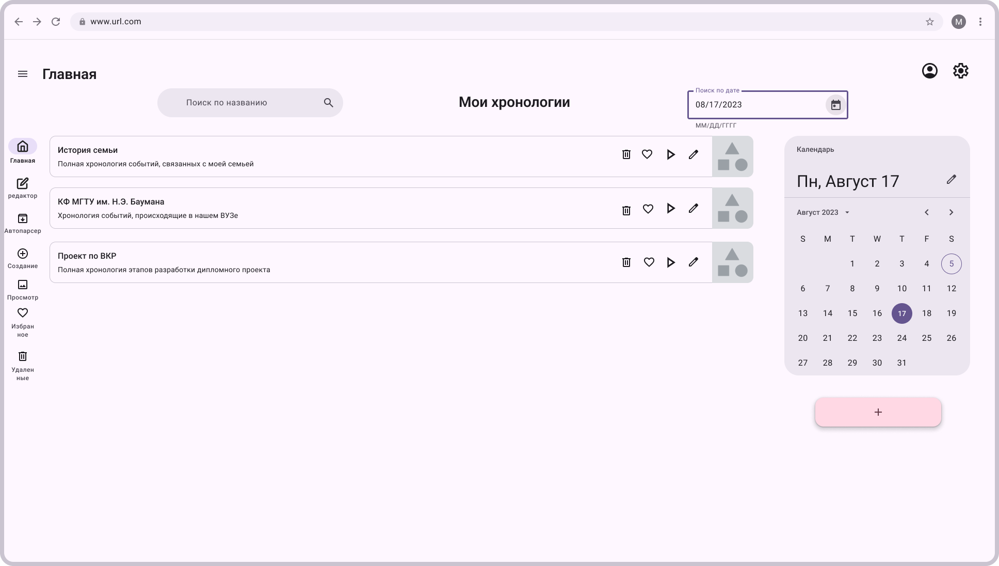 www.url.com
M
Главная
Поиск по названию
Мои хронологии
Поиск по дате
08/17/2023
ММ/ДД/ГГГГ
Главная
редактор
Автопарсер
Создание
Просмотр
Избран
ное
Удален
ные
История семьи
Полная хронология событий, связанных с моей семьей
КФ МГТУ им. Н.Э. Баумана
Хронология событий, происходящие в нашем ВУЗе
Проект по ВКР
Полная хронология этапов разработки дипломного проекта
Календарь
Пн, Август 17
Август 2023
S M T W T F S
1 2 3 4 5
6 7 8 9 10 11 12
13 14 15 16 17 18 19
20 21 22 23 24 25 26
27 28 29 30 31
+